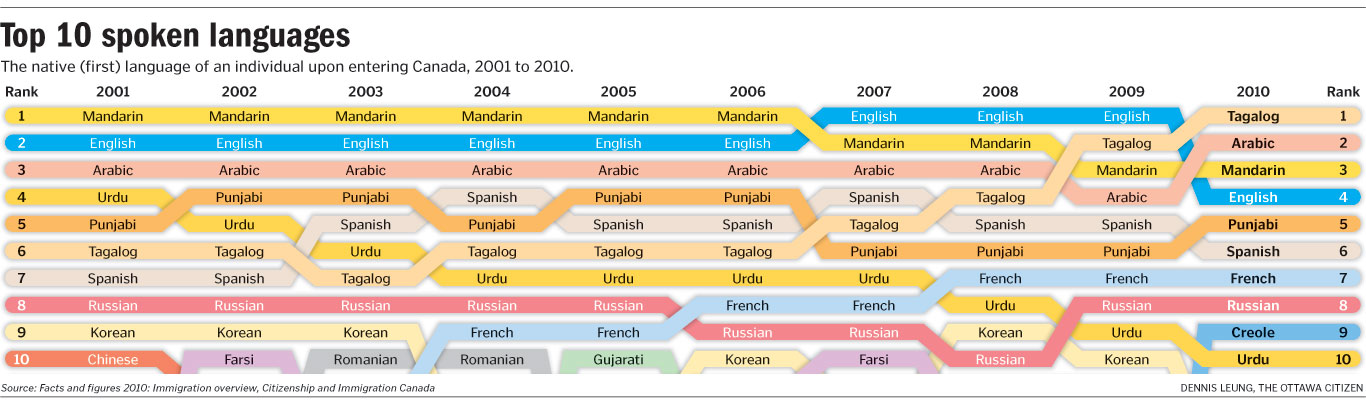 Top 10 spoken languages
The native (first) language of an individual upon entering Canada, 2001 to 2010.
Rank 2001 2002 2003 2004 2005 2006 2007 2008 2009 2010 Rank
1 Mandarin Mandarin Mandarin Mandarin Mandarin Mandarin English English English Tagalog 1
2 English English English English English English Mandarin Mandarin Tagalog Arabic 2
3 Arabic Arabic Arabic Arabic Arabic Arabic Arabic Arabic Mandarin Mandarin 3
4 Urdu Punjabi Punjabi Spanish Punjabi Punjabi Spanish Tagalog Arabic English 4
5 Punjabi Urdu Spanish Punjabi Spanish Spanish Tagalog Spanish Spanish Punjabi 5
6 Tagalog Tagalog Urdu Tagalog Tagalog Tagalog Punjabi Punjabi Punjabi Spanish 6
7 Spanish Spanish Tagalog Urdu Urdu Urdu Urdu French French French 7
8 Russian Russian Russian Russian Russian French French Urdu Russian Russian 8
9 Korean Korean Korean French French Russian Russian Korean Urdu Creole 9
10 Chinese Farsi Romanian Romanian Gujarati Korean Farsi Russian Korean Urdu 10
Source: Facts and figures 2010: Immigration overview, Citizenship and Immigration Canada
DENNIS LEUNG, THE OTTAWA CITIZEN